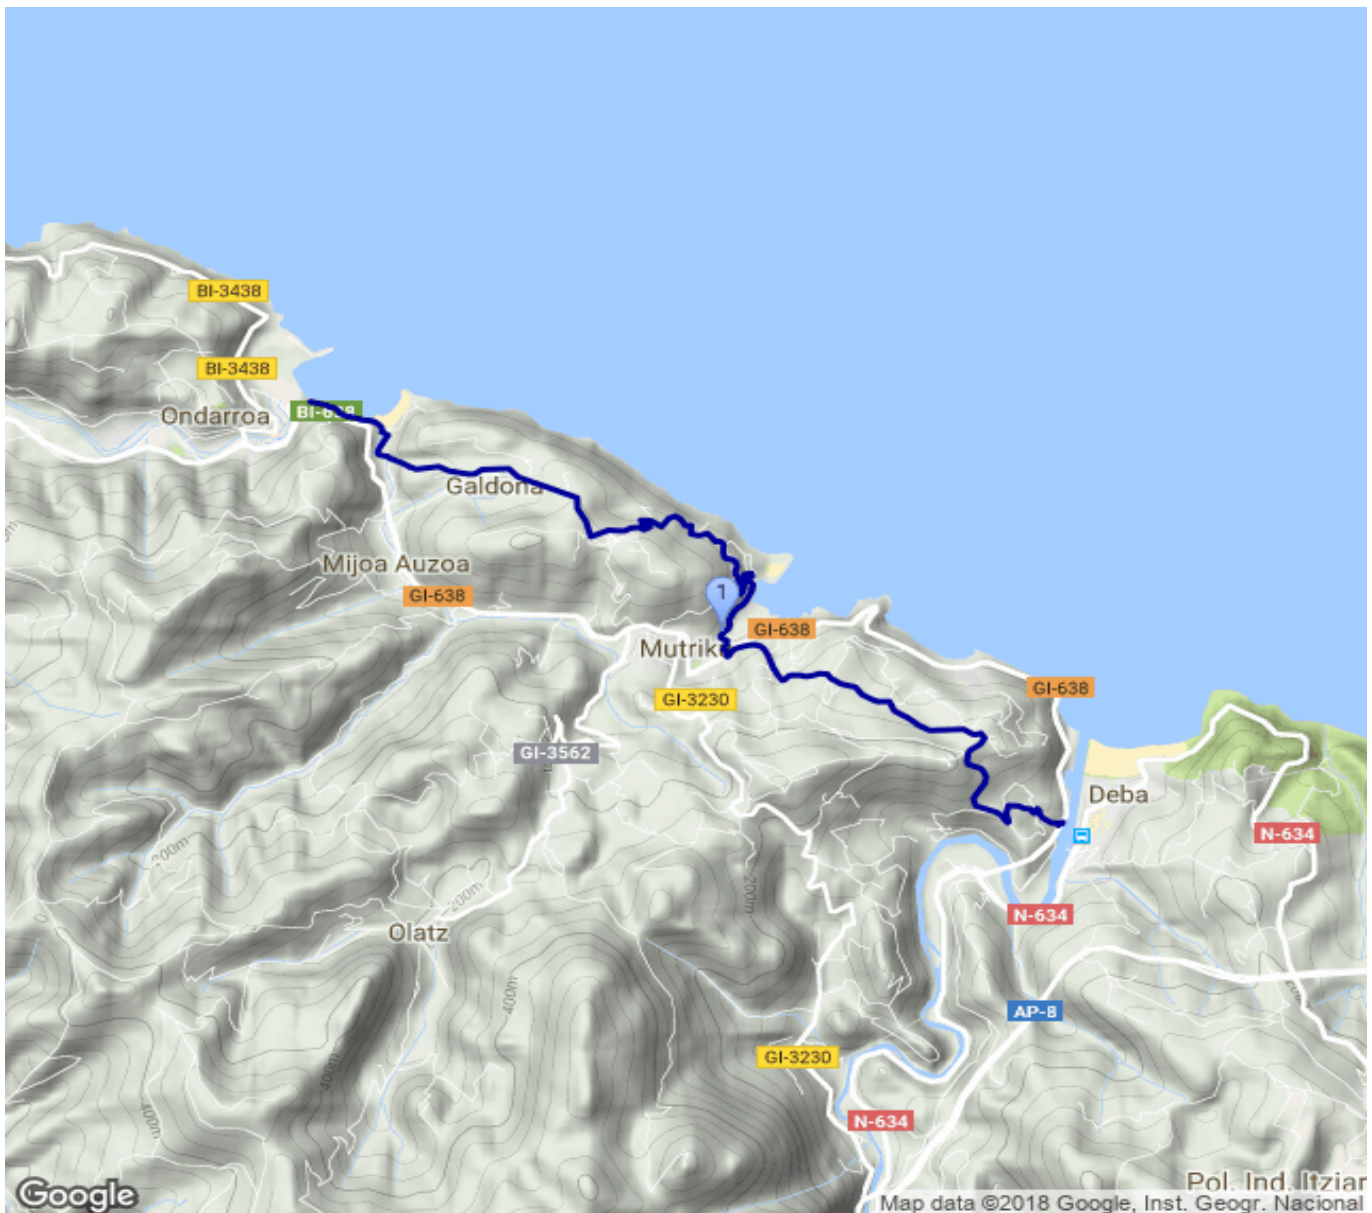 BI-3438
BI-3438
Ondarroa
BI-638
Galdona
Mijoa Auzoa
GI-638
1
GI-638
Mutriku
GI-638
GI-3230
GI-3562
Deba
N-634
200m
200m
200m
N-634
Olatz
400m
AP-8
GI-3230
400m
400m
N-634
Pol. Ind. Itziar
Google
Map data ©2018 Google, Inst. Geogr. Nacional